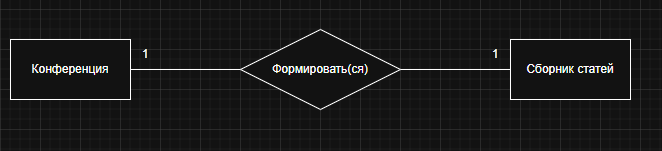 1
1
Конференция
Формировать(ся)
Сборник статей